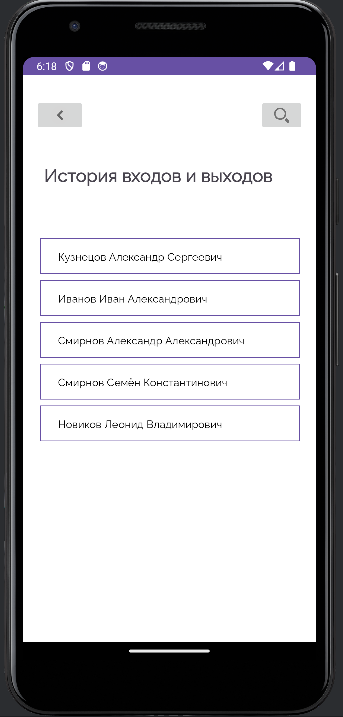 6:18
История входов и выходов
Кузнецов Александр Сергеевич
Иванов Иван Александрович
Смирнов Александр Александрович
Смирнов Семён Константинович
Новиков Леонид Владимирович